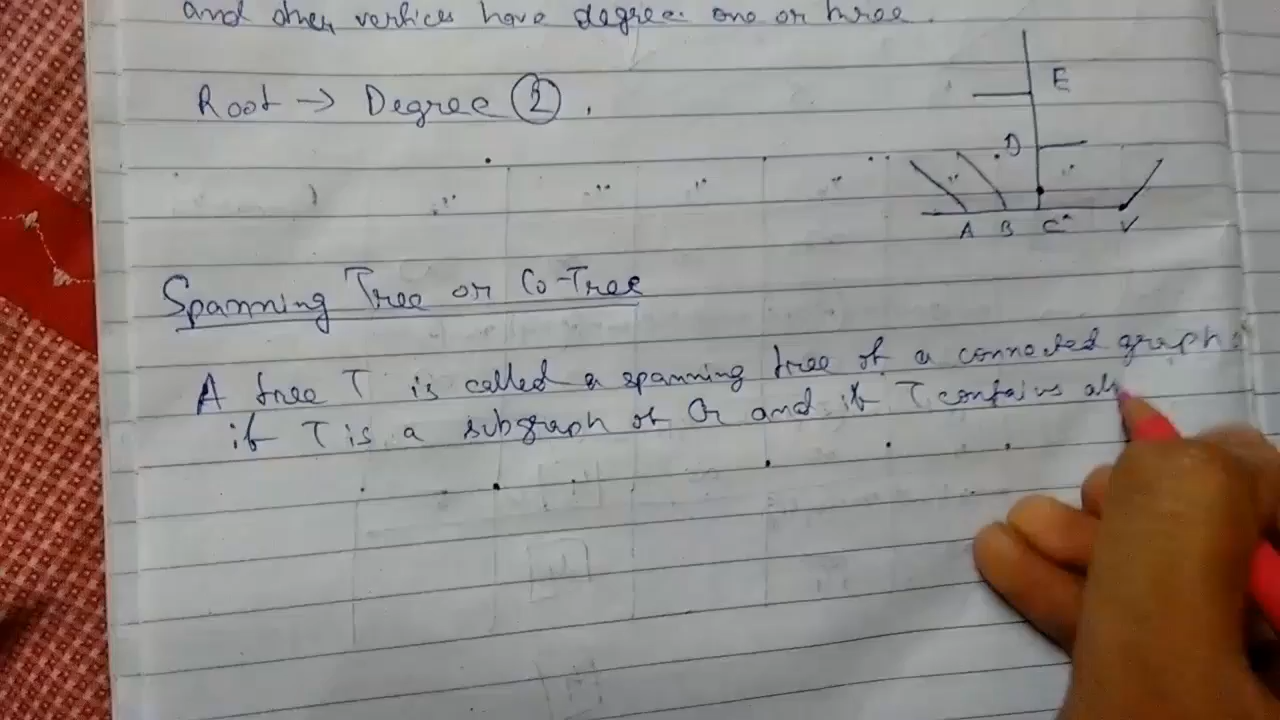 and other vertices have degree one or three.
Root → Degree 2.
E
D
A B C V
Spanning Tree or Co-Tree
A tree T is called a spanning tree of a connected graph
if T is a subgraph of G and if T contains all